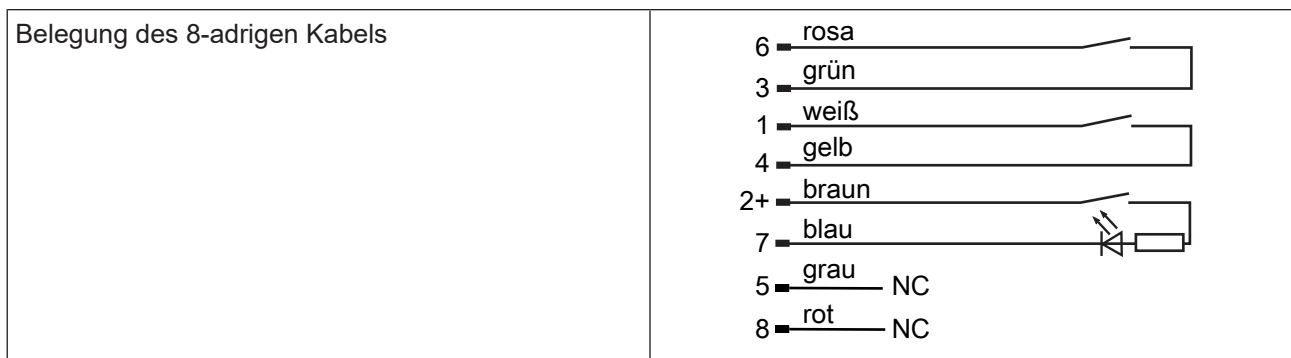 Belegung des 8-adrigen Kabels
6 rosa
3 grün
1 weiß
4 gelb
2+ braun
7 blau
5 grau NC
8 rot NC